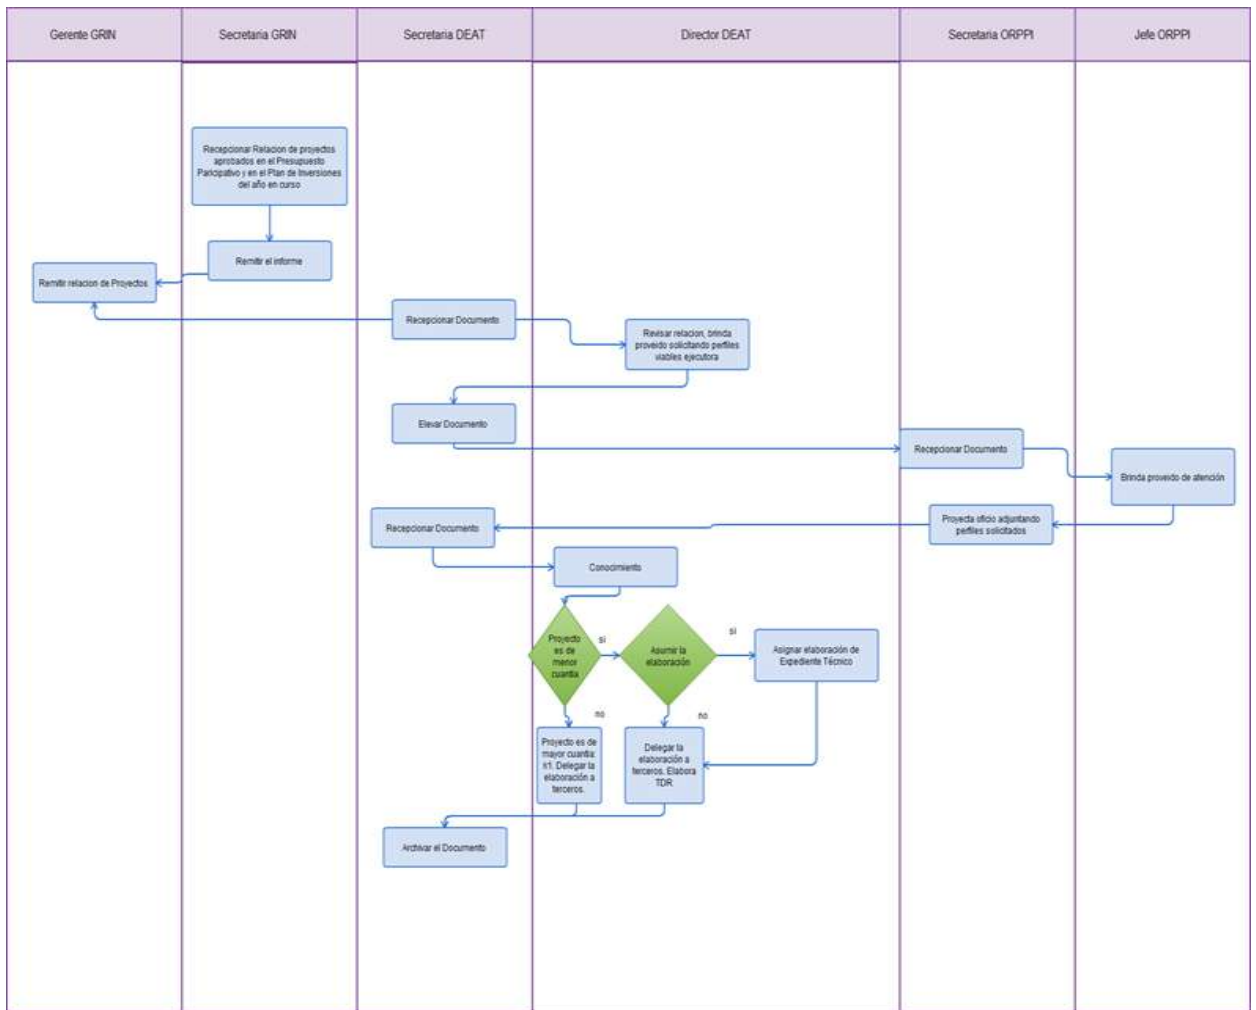 Gerente GRIN
Secretaria GRIN
Secretaria DEAT
Director DEAT
Secretaria ORPPI
Jefe ORPPI
Recepcionar Relacion de proyectos
aprobados en el Presupuesto
Paricipativo y en el Plan de Inversiones
del año en curso
Remitir el informe
Remitir relacion de Proyectos
Recepcionar Documento
Revisar relacion, brinda
proveido solicitando perfiles
viables ejecutora
Elevar Documento
Recepcionar Documento
Brinda proveido de atención
Proyecta oficio adjuntando
perfiles solicitados
Recepcionar Documento
Conocimiento
Proyecto
es de
menor
cuantia
si
Asumir la
elaboración
si
Asignar elaboración de
Expediente Técnico
no
no
Proyecto es de
mayor cuantia:
Delegar la
elaboración a
terceros.
Delegar la
elaboración a
terceros. Elabora
TDR
Archivar el Documento